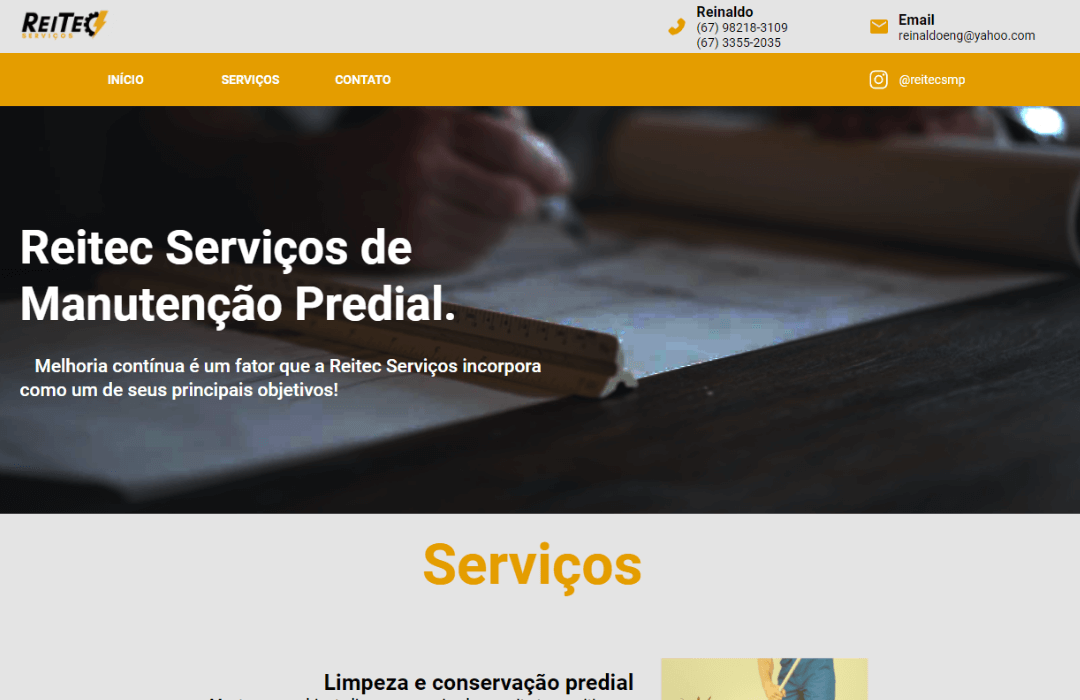 REITEC
SERVIÇOS
Reinaldo
(67) 98218-3109
(67) 3355-2035
Email
reinaldoeng@yahoo.com
INÍCIO
SERVIÇOS
CONTATO
@reitecsmp
Reitec Serviços de
Manutenção Predial.
Melhoria contínua é um fator que a Reitec Serviços incorpora
como um de seus principais objetivos!
Serviços
Limpeza e conservação predial